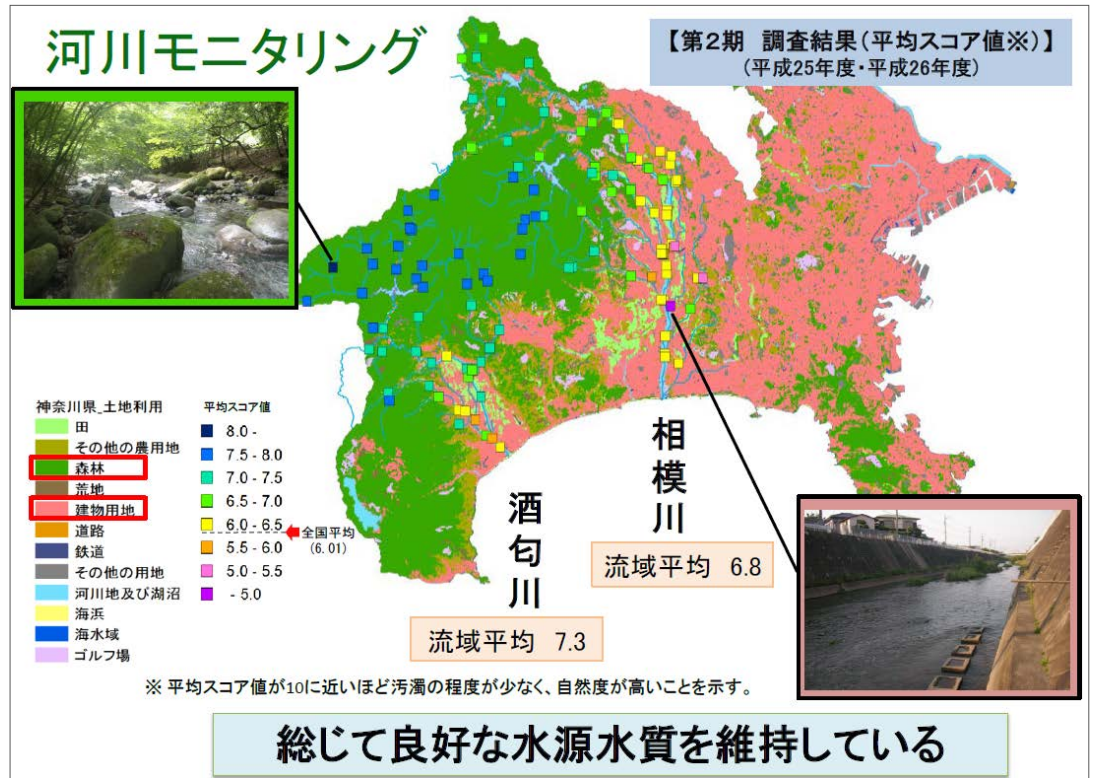 河川モニタリング
【第2期 調査結果(平均スコア値※)】
(平成25年度・平成26年度)
神奈川県_土地利用
田
その他の農用地
森林
荒地
建物用地
道路
鉄道
その他の用地
河川地及び湖沼
海浜
海水域
ゴルフ場
平均スコア値
8.0 -
7.5 - 8.0
7.0 - 7.5
6.5 - 7.0
6.0 - 6.5
5.5 - 6.0
5.0 - 5.5
- 5.0
全国平均
(6.01)
酒匂川
流域平均 7.3
相模川
流域平均 6.8
※ 平均スコア値が10に近いほど汚濁の程度が少なく、自然度が高いことを示す。
総じて良好な水源水質を維持している